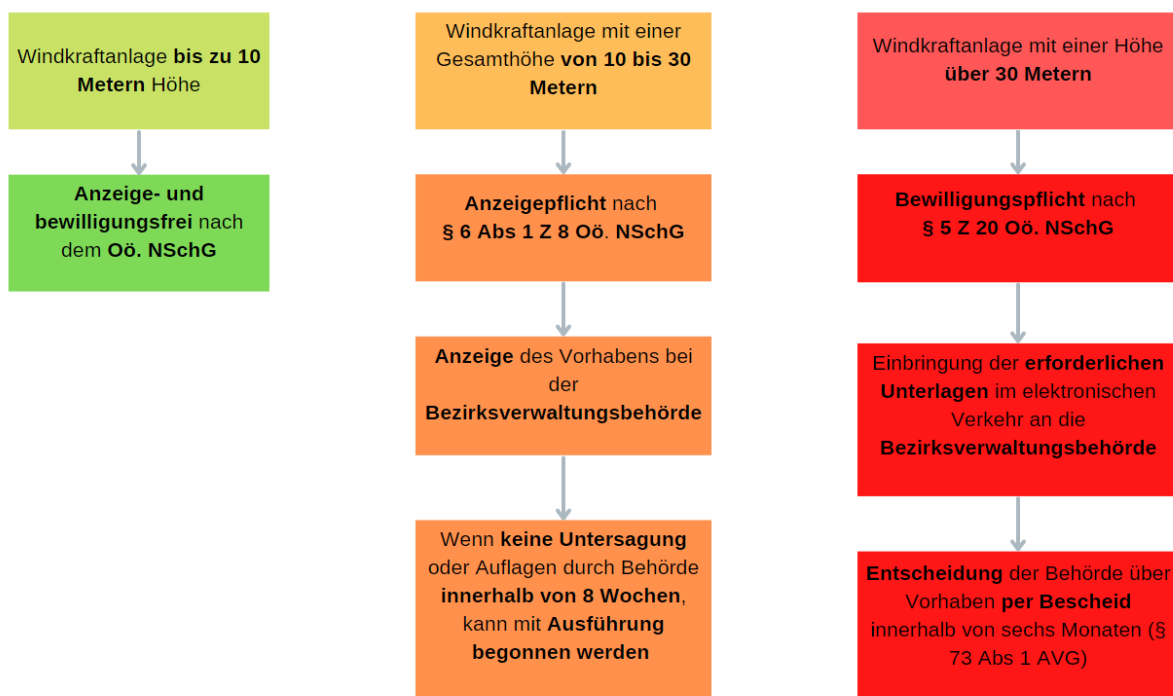 Windkraftanlage bis zu 10
Metern Höhe
Anzeige- und
bewilligungsfrei nach
dem Oö. NSchG
Windkraftanlage mit einer
Gesamthöhe von 10 bis 30
Metern
Anzeigepflicht nach
§ 6 Abs 1 Z 8 Oö. NSchG
Anzeige des Vorhabens bei
der
Bezirksverwaltungsbehörde
Wenn keine Untersagung
oder Auflagen durch Behörde
innerhalb von 8 Wochen,
kann mit Ausführung
begonnen werden
Windkraftanlage mit einer Höhe
über 30 Metern
Bewilligungspflicht nach
§ 5 Z 20 Oö. NSchG
Einbringung der erforderlichen
Unterlagen im elektronischen
Verkehr an die
Bezirksverwaltungsbehörde
Entscheidung der Behörde über
Vorhaben per Bescheid
innerhalb von sechs Monaten (§
73 Abs 1 AVG)